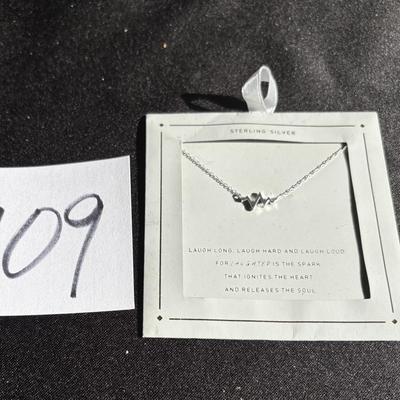 109
STERLING SILVER
LAUGH LONG, LAUGH HARD AND LAUGH LOUD.
FOR LAUGHTER IS THE SPARK
THAT IGNITES THE HEART
AND RELEASES THE SOUL.